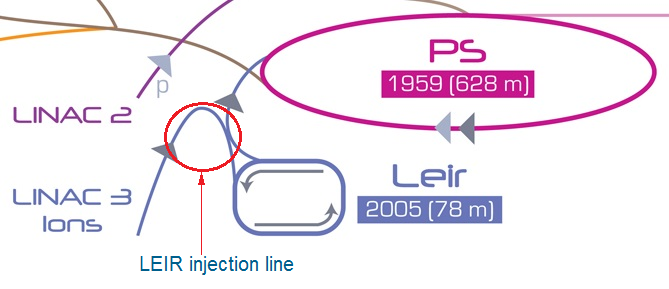 PS
1959 (628 m)
p
LINAC 2
Leir
2005 (78 m)
LINAC 3
Ions
LEIR injection line